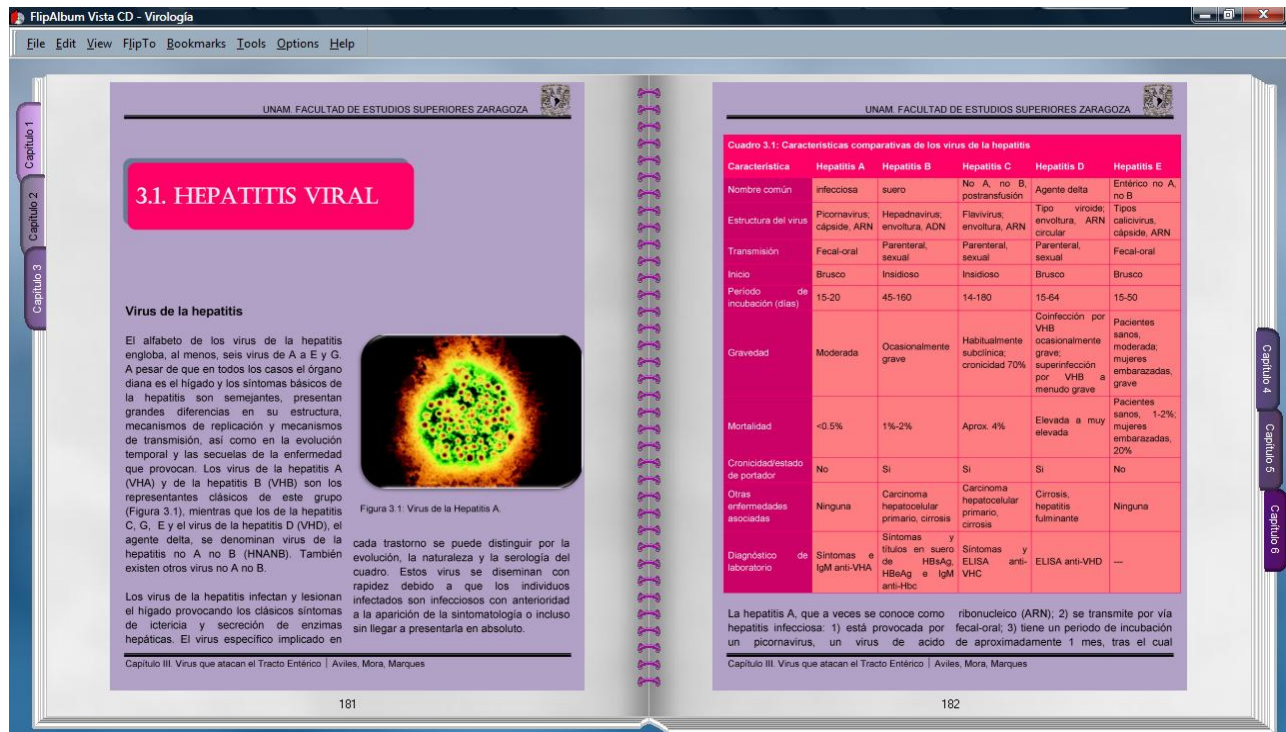 FlipAlbum Vista CD - Virología
File Edit View FlipTo Bookmarks Tools Options Help
Capítulo 1
Capítulo 2
Capítulo 3
UNAM. FACULTAD DE ESTUDIOS SUPERIORES ZARAGOZA
3.1. HEPATITIS VIRAL
Virus de la hepatitis
El alfabeto de los virus de la hepatitis
engloba, al menos, seis virus de A a E y G.
A pesar de que en todos los casos el órgano
diana es el hígado y los síntomas básicos de
la hepatitis son semejantes, presentan
grandes diferencias en su estructura,
mecanismos de replicación y mecanismos
de transmisión, así como en la evolución
temporal y las secuelas de la enfermedad
que provocan. Los virus de la hepatitis A
(VHA) y de la hepatitis B (VHB) son los
representantes clásicos de este grupo
(Figura 3.1), mientras que los de la hepatitis
C, G, E y el virus de la hepatitis D (VHD), el
agente delta, se denominan virus de la
hepatitis no A no B (HNANB). También
existen otros virus no A no B.
Los virus de la hepatitis infectan y lesionan
el hígado provocando los clásicos síntomas
de ictericia y secreción de enzimas
hepáticas. El virus específico implicado en
Figura 3.1: Virus de la Hepatitis A.
cada trastorno se puede distinguir por la
evolución, la naturaleza y la serología del
cuadro. Estos virus se diseminan con
rapidez debido a que los individuos
infectados son infecciosos con anterioridad
a la aparición de la sintomatología o incluso
sin llegar a presentarla en absoluto.
Capítulo III. Virus que atacan el Tracto Entérico | Aviles, Mora, Marques
181
UNAM. FACULTAD DE ESTUDIOS SUPERIORES ZARAGOZA
Cuadro 3.1: Características comparativas de los virus de la hepatitis
Característica Hepatitis A Hepatitis B Hepatitis C Hepatitis D Hepatitis E
Nombre común infecciosa suero No A, no B, postransfusión Agente delta Entérico no A, no B
Estructura del virus Picornavirus; cápside, ARN Hepadnavirus; envoltura, ADN Flavivirus; envoltura, ARN Tipo viroide; envoltura, ARN circular Tipos calicivirus, cápside, ARN
Transmisión Fecal-oral Parenteral, sexual Parenteral, sexual Parenteral, sexual Fecal-oral
Inicio Brusco Insidioso Insidioso Brusco Brusco
Período de incubación (días) 15-20 45-160 14-180 15-64 15-50
Gravedad Moderada Ocasionalmente grave Habitualmente subclínica; cronicidad 70% Coinfección por VHB ocasionalmente grave; superinfección por VHB a menudo grave Pacientes sanos, moderada; mujeres embarazadas, grave
Mortalidad <0.5% 1%-2% Aprox. 4% Elevada a muy elevada Pacientes sanos, 1-2%; mujeres embarazadas, 20%
Cronicidad/estado de portador No Si Si Si No
Otras enfermedades asociadas Ninguna Carcinoma hepatocelular primario, cirrosis Carcinoma hepatocelular primario, cirrosis Cirrosis, hepatitis fulminante Ninguna
Diagnóstico de laboratorio Síntomas e IgM anti-VHA Síntomas y títulos en suero de HBsAg, HBeAg e IgM anti-Hbc Síntomas y ELISA anti-VHC ELISA anti-VHD ---
La hepatitis A, que a veces se conoce como
hepatitis infecciosa: 1) está provocada por
un picornavirus, un virus de acido
ribonucleico (ARN); 2) se transmite por vía
fecal-oral; 3) tiene un periodo de incubación
de aproximadamente 1 mes, tras el cual
Capítulo III. Virus que atacan el Tracto Entérico | Aviles, Mora, Marques
182
Capítulo 4
Capítulo 5
Capítulo 6